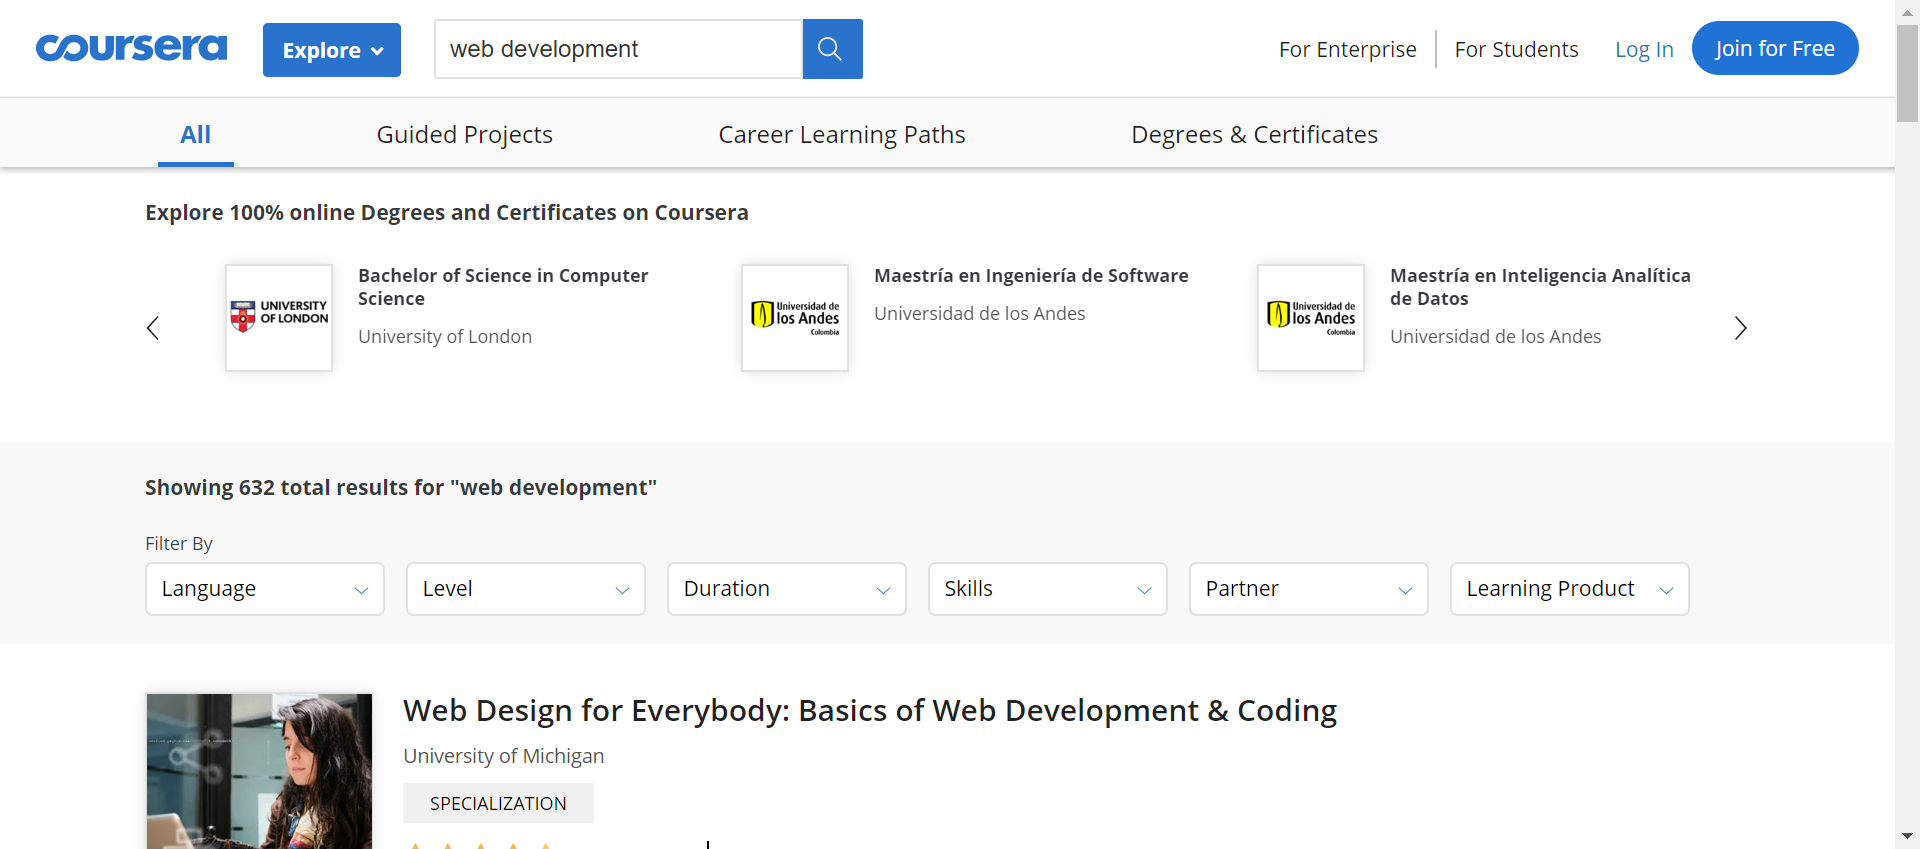 coursera
Explore
web development
For Enterprise
For Students
Log In
Join for Free
All
Guided Projects
Career Learning Paths
Degrees & Certificates
Explore 100% online Degrees and Certificates on Coursera
UNIVERSITY
OF LONDON
Bachelor of Science in Computer
Science
University of London
Universidad de
los Andes
Colombia
Maestría en Ingeniería de Software
Universidad de los Andes
Universidad de
los Andes
Colombia
Maestría en Inteligencia Analítica
de Datos
Universidad de los Andes
Showing 632 total results for "web development"
Filter By
Language
Level
Duration
Skills
Partner
Learning Product
Web Design for Everybody: Basics of Web Development & Coding
University of Michigan
SPECIALIZATION